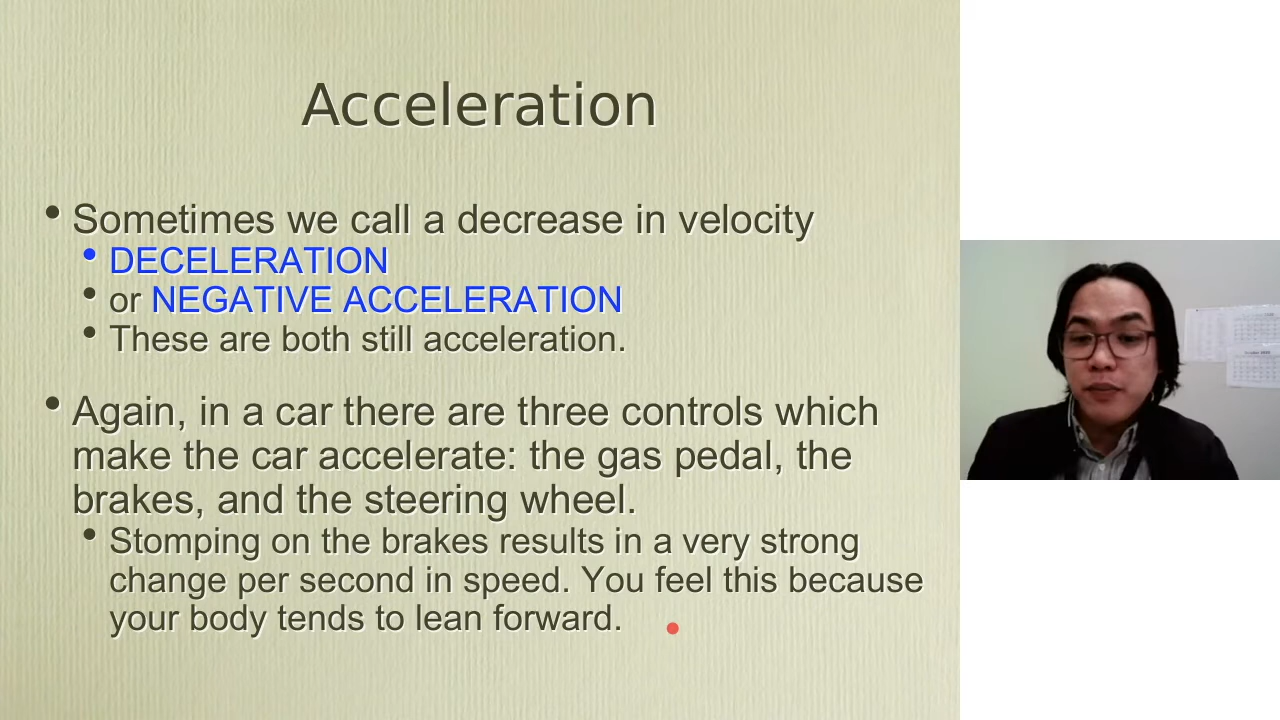 Acceleration
• Sometimes we call a decrease in velocity
• DECELERATION
• or NEGATIVE ACCELERATION
• These are both still acceleration.
• Again, in a car there are three controls which
make the car accelerate: the gas pedal, the
brakes, and the steering wheel.
• Stomping on the brakes results in a very strong
change per second in speed. You feel this because
your body tends to lean forward.